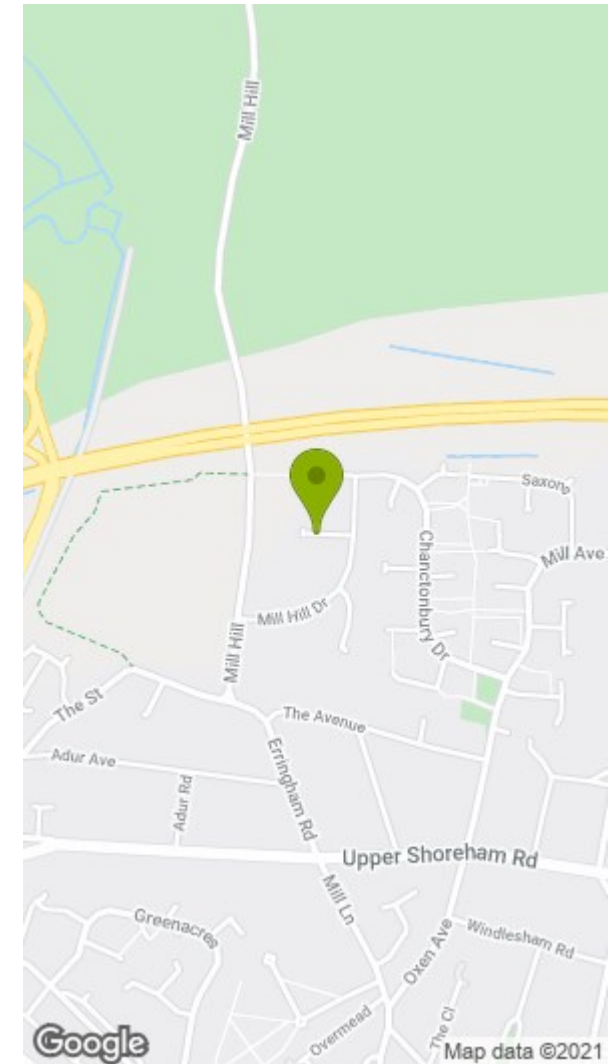 Mill Hill
Saxons
Mill Ave
Chanctonbury Dr
Mill Hill Dr
Mill Hill
The St
The Avenue
Adur Ave
Erringham Rd
Adur Rd
Upper Shoreham Rd
Mill Ln
Greenacres
Windlesham Rd
Oxen Ave
Overmead
The Cl
Google
Map data ©2021